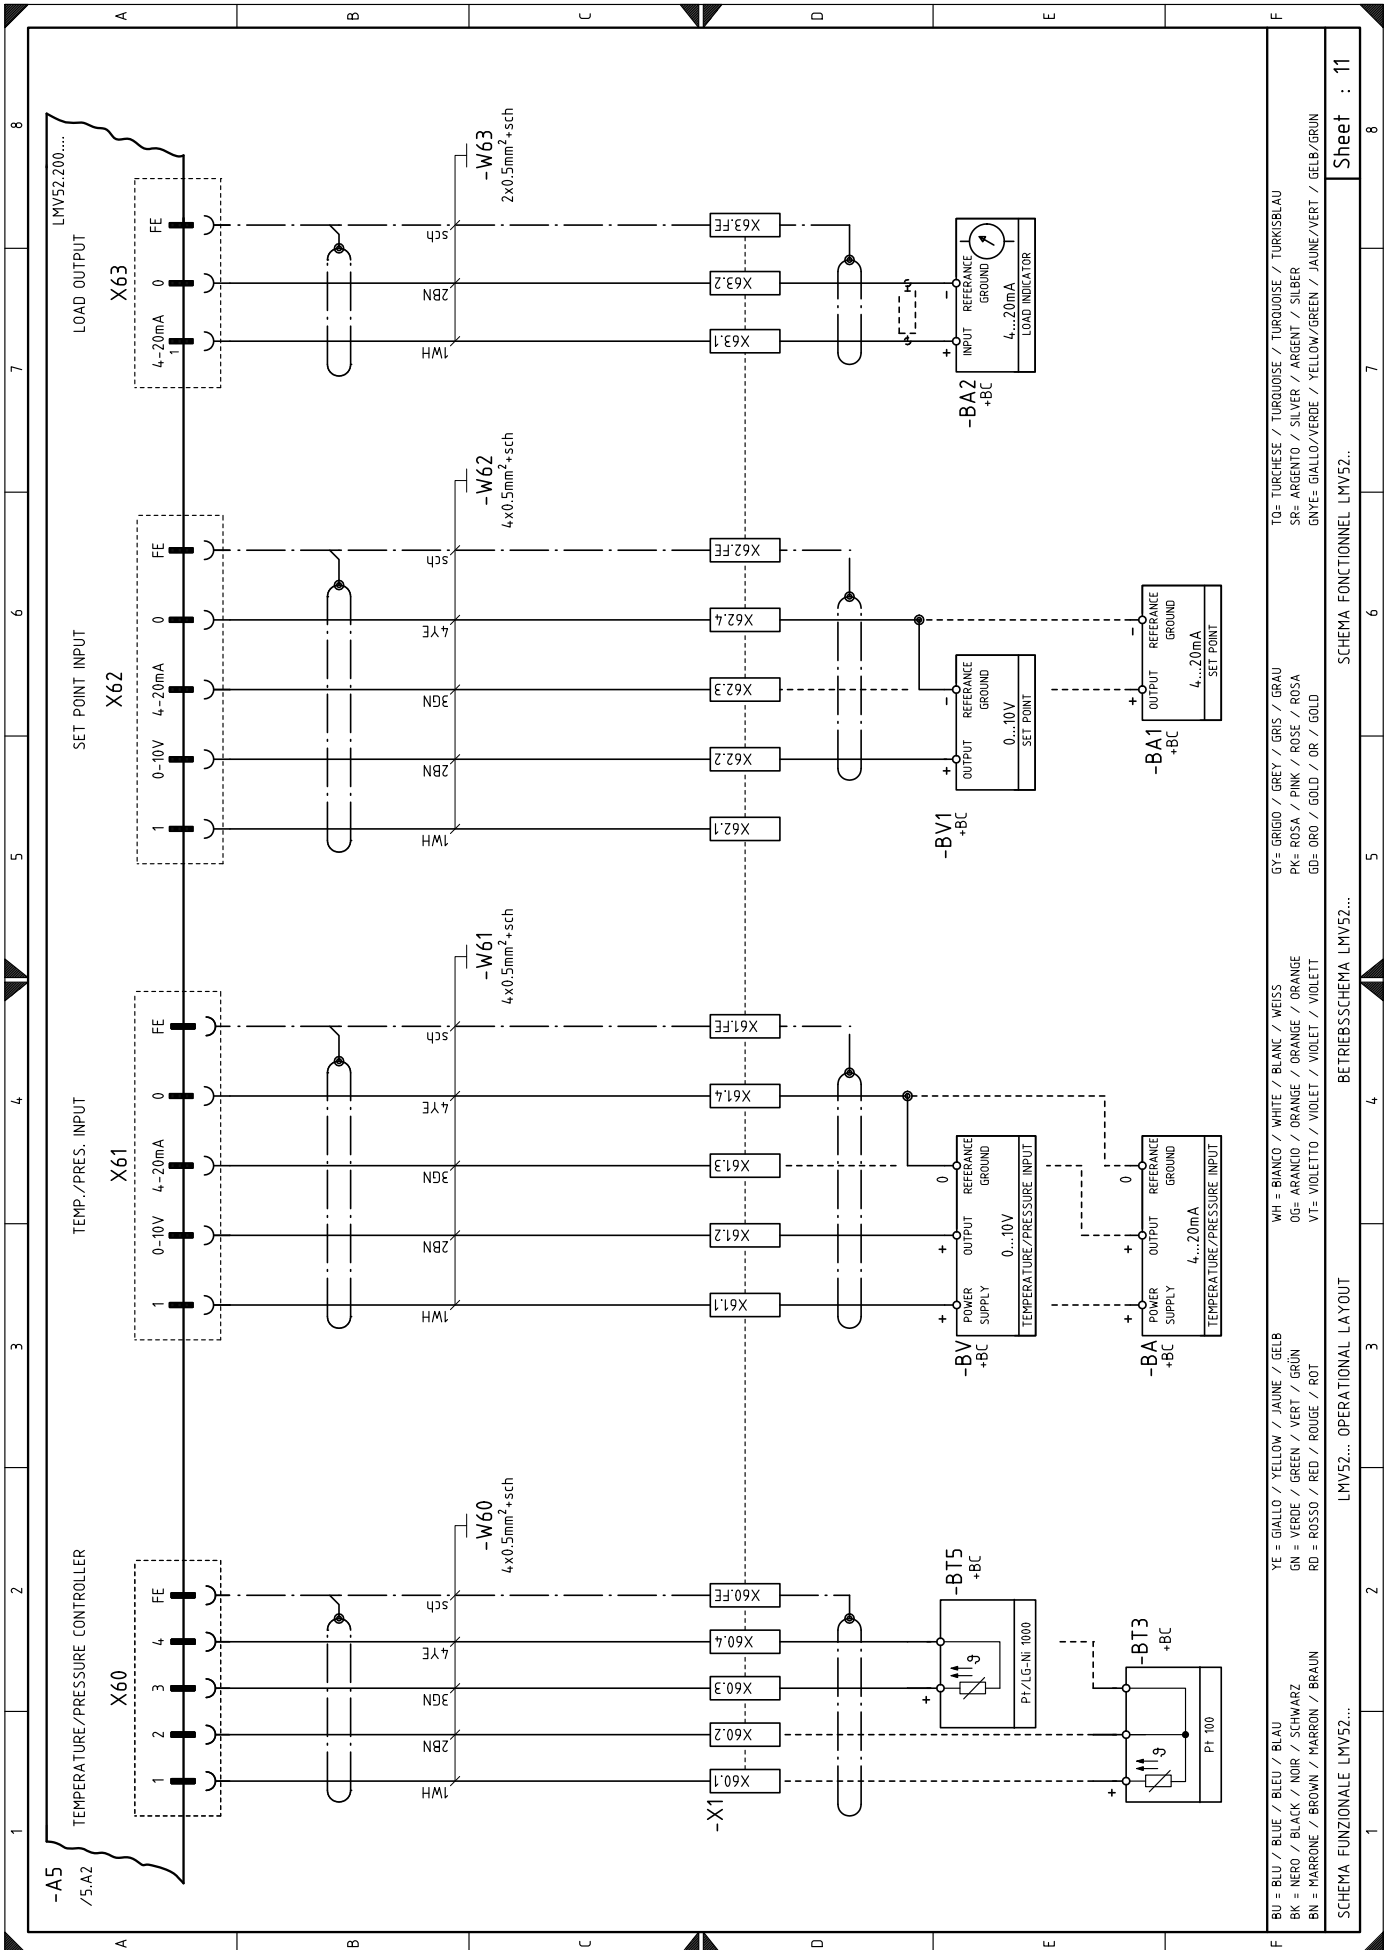 1 2 3 4 5 6 7 8
A B C D E F
-A5
/5.A2
LMV52.200....
TEMPERATURE/PRESSURE CONTROLLER
X60
1 2 3 4 FE
TEMP./PRES. INPUT
X61
1 0-10V 4-20mA 0 FE
SET POINT INPUT
X62
1 0-10V 4-20mA 0 FE
LOAD OUTPUT
X63
4-20mA
1 0 FE
1WH 2BN 3GN 4YE sch
-W60
4x0.5mm²+sch
1WH 2BN 3GN 4YE sch
-W61
4x0.5mm²+sch
1WH 2BN 3GN 4YE sch
-W62
4x0.5mm²+sch
1WH 2BN sch
-W63
2x0.5mm²+sch
-X1
X60.1 X60.2 X60.3 X60.4 X60.FE
X61.1 X61.2 X61.3 X61.4 X61.FE
X62.1 X62.2 X62.3 X62.4 X62.FE
X63.1 X63.2 X63.FE
-BT5
+BC
+
ϑ
Pt/LG-Ni 1000
-BT3
+BC
+
ϑ
Pt 100
-BV
+BC
+ + 0
POWER SUPPLY
OUTPUT
REFERANCE GROUND
0...10V
TEMPERATURE/PRESSURE INPUT
-BA
+BC
+ + 0
POWER SUPPLY
OUTPUT
REFERANCE GROUND
4...20mA
TEMPERATURE/PRESSURE INPUT
-BV1
+BC
+ -
OUTPUT
REFERANCE GROUND
0...10V
SET POINT
-BA1
+BC
+ -
OUTPUT
REFERANCE GROUND
4...20mA
SET POINT
-BA2
+BC
+ -
INPUT
REFERANCE GROUND
4...20mA
LOAD INDICATOR
BU = BLU / BLUE / BLEU / BLAU
BK = NERO / BLACK / NOIR / SCHWARZ
BN = MARRONE / BROWN / MARRON / BRAUN
YE = GIALLO / YELLOW / JAUNE / GELB
GN = VERDE / GREEN / VERT / GRÜN
RD = ROSSO / RED / ROUGE / ROT
WH = BIANCO / WHITE / BLANC / WEISS
OG= ARANCIO / ORANGE / ORANGE / ORANGE
VT= VIOLETTO / VIOLET / VIOLET / VIOLETT
GY= GRIGIO / GREY / GRIS / GRAU
PK= ROSA / PINK / ROSE / ROSA
GD= ORO / GOLD / OR / GOLD
TQ= TURCHESE / TURQUOISE / TURQUOISE / TURKISBLAU
SR= ARGENTO / SILVER / ARGENT / SILBER
GNYE= GIALLO/VERDE / YELLOW/GREEN / JAUNE/VERT / GELB/GRUN
SCHEMA FUNZIONALE LMV52...
LMV52... OPERATIONAL LAYOUT
BETRIEBSSCHEMA LMV52...
SCHEMA FONCTIONNEL LMV52..
Sheet : 11
1 2 3 4 5 6 7 8
A B C D E F